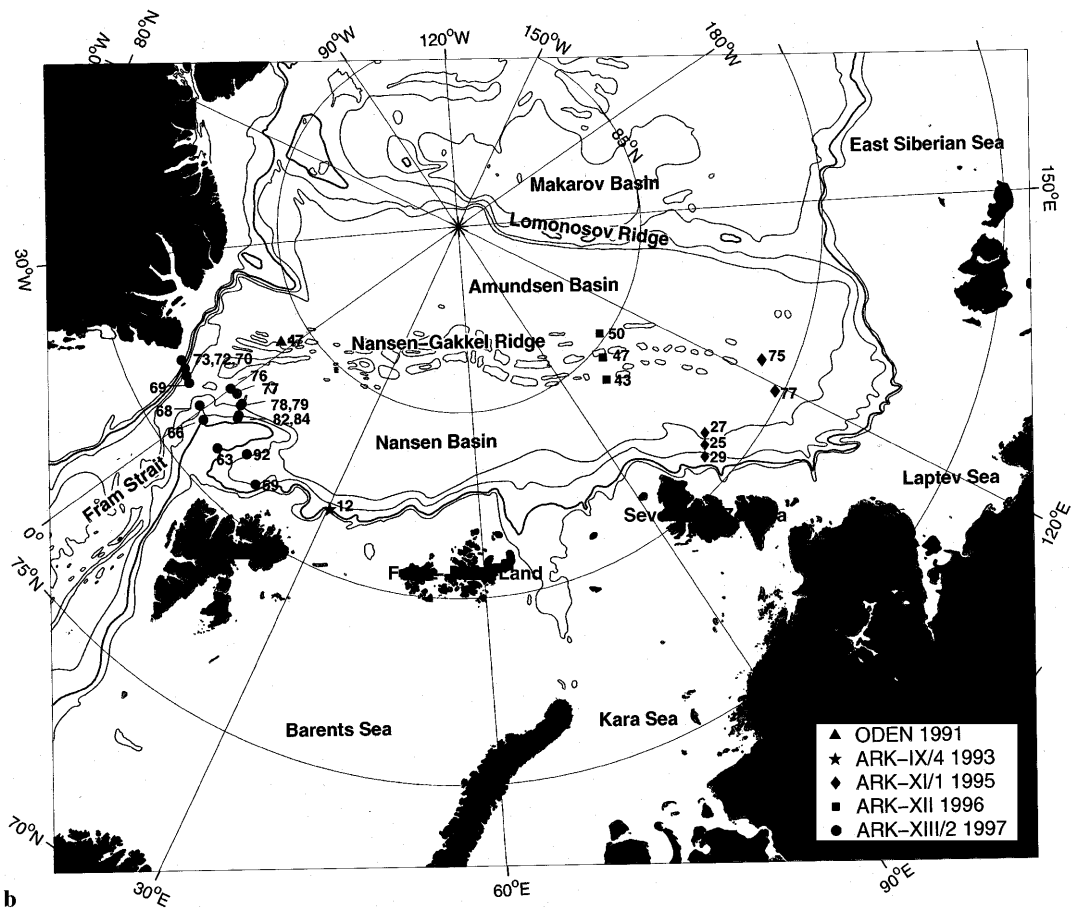 0°W
80°N
90°W
120°W
150°W
180°W
85°N
East Siberian Sea
Makarov Basin
150°E
Lomonosov Ridge
30°W
Amundsen Basin
50
47
Nansen–Gakkel Ridge
47
43
75
73,72,70
69
76
77
77
68
78,79
66
82,84
27
Nansen Basin
25
63
92
29
Fram Strait
69
12
Laptev Sea
0°
120°E
75°N
Land
Barents Sea
Kara Sea
ODEN 1991
ARK–IX/4 1993
ARK–XI/1 1995
ARK–XII 1996
ARK–XIII/2 1997
70°N
30°E
60°E
90°E
b